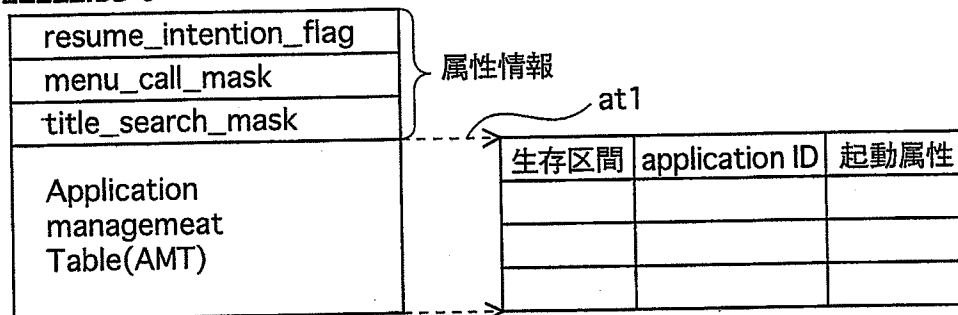 resume_intention_flag
menu_call_mask
title_search_mask
属性情報
at1
Application
managemeat
Table(AMT)
生存区間 application ID 起動属性